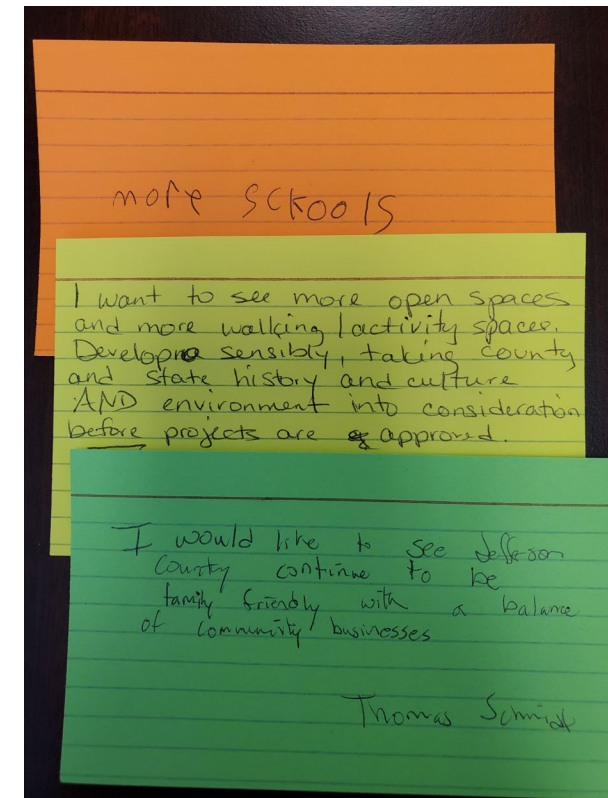 more sckools
I want to see more open spaces
and more walking/activity spaces.
Develop sensibly, taking county
and state history and culture
AND environment into consideration
before projects are approved.
I would like to see Jefferson
County continue to be
family friendly with a balance
of community businesses
Thomas Schmidt